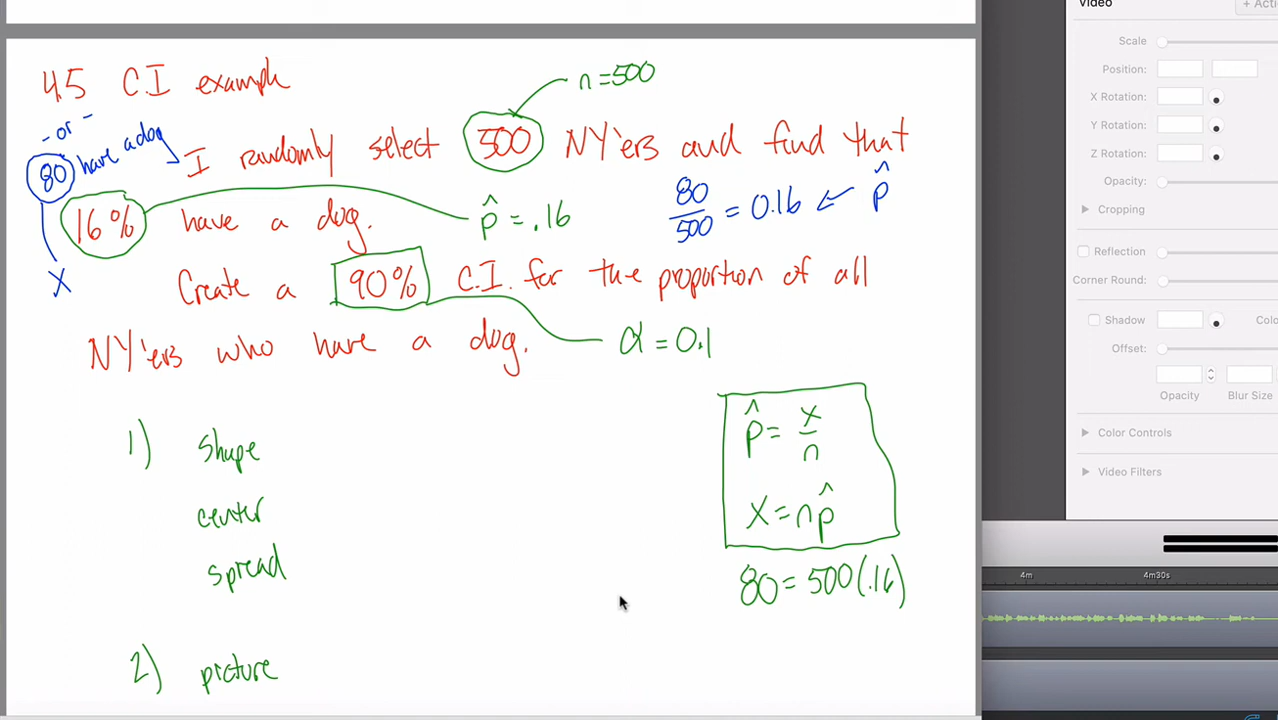 4.5 C.I example
n=500
-or-
80 have a dog
I randomly select 500 NY'ers and find that
16% have a dog.
p̂ = .16
80/500 = 0.16 ← p̂
X
Create a 90% C.I. for the proportion of all
NY'ers who have a dog.
α = 0.1
1) shape
center
spread
2) picture
p̂ = x/n
X = np̂
80 = 500(.16)
Video
+ Actio
Scale
Position:
X Rotation:
Y Rotation:
Z Rotation:
Opacity:
Cropping
Reflection
Corner Round:
Shadow
Colo
Offset:
Opacity
Blur Size
Color Controls
Video Filters
4m
4m30s